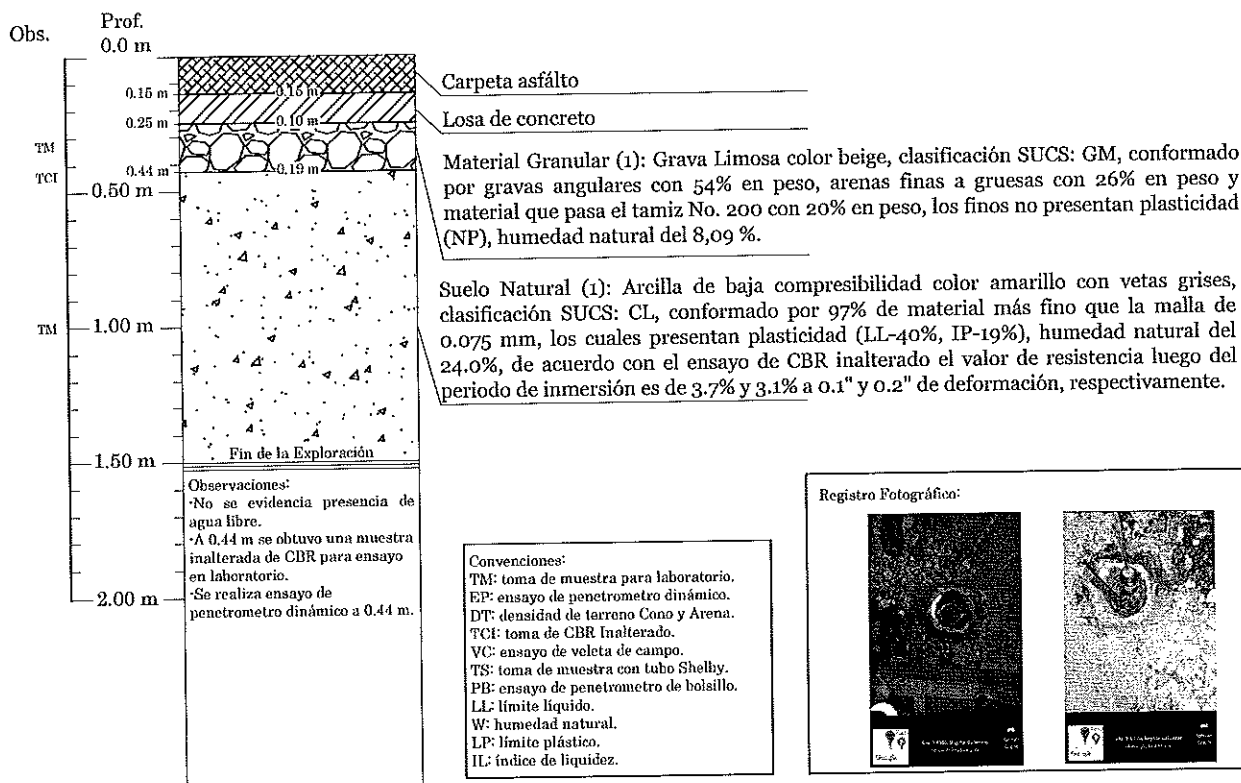 Obs.
Prof.
0.0 m
Carpeta asfálto
0.15 m
0.15 m
Losa de concreto
0.25 m
0.10 m
TM
Material Granular (1): Grava Limosa color beige, clasificación SUCS: GM, conformado
por gravas angulares con 54% en peso, arenas finas a gruesas con 26% en peso y
material que pasa el tamiz No. 200 con 20% en peso, los finos no presentan plasticidad
(NP), humedad natural del 8,09 %.
0.44 m
0.19 m
TCI
0.50 m
Suelo Natural (1): Arcilla de baja compresibilidad color amarillo con vetas grises,
clasificación SUCS: CL, conformado por 97% de material más fino que la malla de
0.075 mm, los cuales presentan plasticidad (LL-40%, IP-19%), humedad natural del
24.0%, de acuerdo con el ensayo de CBR inalterado el valor de resistencia luego del
periodo de inmersión es de 3.7% y 3.1% a 0.1" y 0.2" de deformación, respectivamente.
TM
1.00 m
Fin de la Exploración
1.50 m
Observaciones:
·No se evidencia presencia de
agua libre.
·A 0.44 m se obtuvo una muestra
inalterada de CBR para ensayo
en laboratorio.
·Se realiza ensayo de
penetrometro dinámico a 0.44 m.
2.00 m
Convenciones:
TM: toma de muestra para laboratorio.
EP: ensayo de penetrometro dinámico.
DT: densidad de terreno Cono y Arena.
TCI: toma de CBR Inalterado.
VC: ensayo de veleta de campo.
TS: toma de muestra con tubo Shelby.
PB: ensayo de penetrometro de bolsillo.
LL: límite líquido.
W: humedad natural.
LP: límite plástico.
IL: índice de liquidez.
Registro Fotográfico:
Google